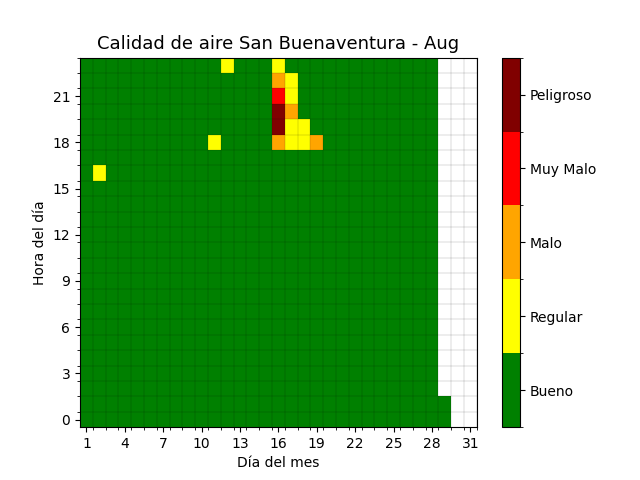 Calidad de aire San Buenaventura - Aug
Hora del día
21
18
15
12
9
6
3
0
1 4 7 10 13 16 19 22 25 28 31
Día del mes
Peligroso
Muy Malo
Malo
Regular
Bueno